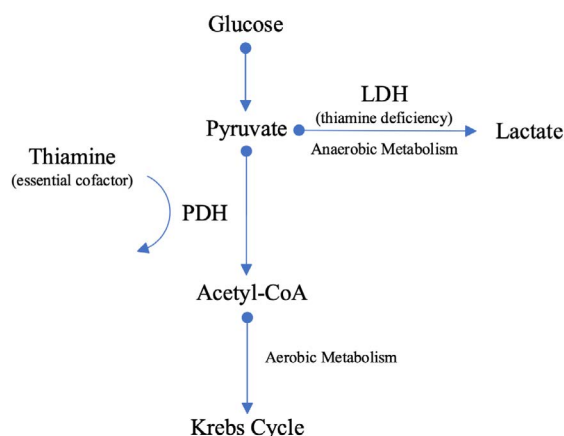 Glucose
LDH
(thiamine deficiency)
Pyruvate
Lactate
Anaerobic Metabolism
Thiamine
(essential cofactor)
PDH
Acetyl-CoA
Aerobic Metabolism
Krebs Cycle